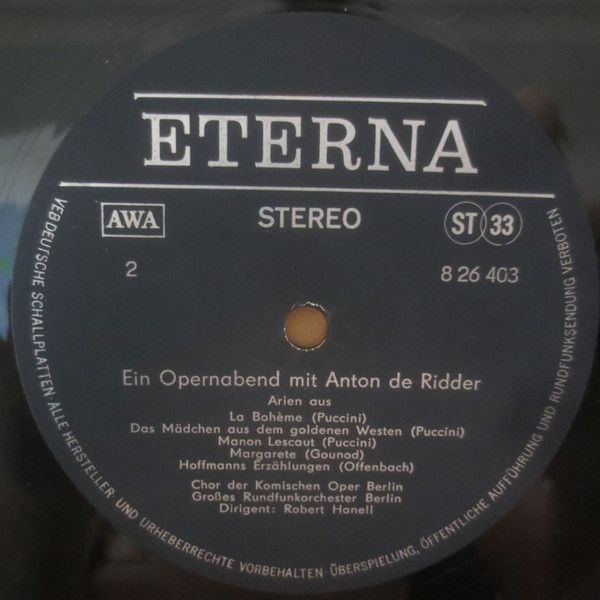 ETERNA
AWA
STEREO
ST 33
2
8 26 403
Ein Opernabend mit Anton de Ridder
Arien aus
La Bohème (Puccini)
Das Mädchen aus dem goldenen Westen (Puccini)
Manon Lescaut (Puccini)
Margarete (Gounod)
Hoffmanns Erzählungen (Offenbach)
Chor der Komischen Oper Berlin
Großes Rundfunkorchester Berlin
Dirigent: Robert Hanell
VEB DEUTSCHE SCHALLPLATTEN ALLE HERSTELLER UND URHEBERRECHTE VORBEHALTEN · ÜBERSPIELUNG, ÖFFENTLICHE AUFFÜHRUNG UND RUNDFUNKSENDUNG VERBOTEN